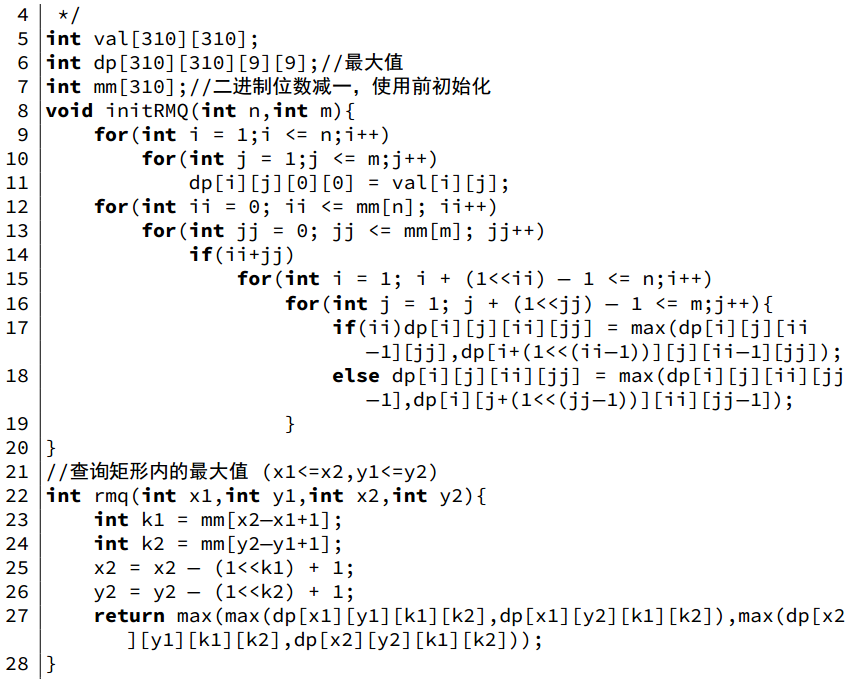 4  */
5 int val[310][310];
6 int dp[310][310][9][9];//最大值
7 int mm[310];//二进制位数减一，使用前初始化
8 void initRMQ(int n,int m){
9     for(int i = 1;i <= n;i++)
10         for(int j = 1;j <= m;j++)
11             dp[i][j][0][0] = val[i][j];
12     for(int ii = 0; ii <= mm[n]; ii++)
13         for(int jj = 0; jj <= mm[m]; jj++)
14             if(ii+jj)
15                 for(int i = 1; i + (1<<ii) − 1 <= n;i++)
16                     for(int j = 1; j + (1<<jj) − 1 <= m;j++){
17                         if(ii)dp[i][j][ii][jj] = max(dp[i][j][ii
−1][jj],dp[i+(1<<(ii−1))][j][ii−1][jj]);
18                         else dp[i][j][ii][jj] = max(dp[i][j][ii][jj
−1],dp[i][j+(1<<(jj−1))][ii][jj−1]);
19                     }
20 }
21 //查询矩形内的最大值 (x1<=x2,y1<=y2)
22 int rmq(int x1,int y1,int x2,int y2){
23     int k1 = mm[x2−x1+1];
24     int k2 = mm[y2−y1+1];
25     x2 = x2 − (1<<k1) + 1;
26     y2 = y2 − (1<<k2) + 1;
27     return max(max(dp[x1][y1][k1][k2],dp[x1][y2][k1][k2]),max(dp[x2
][y1][k1][k2],dp[x2][y2][k1][k2]));
28 }